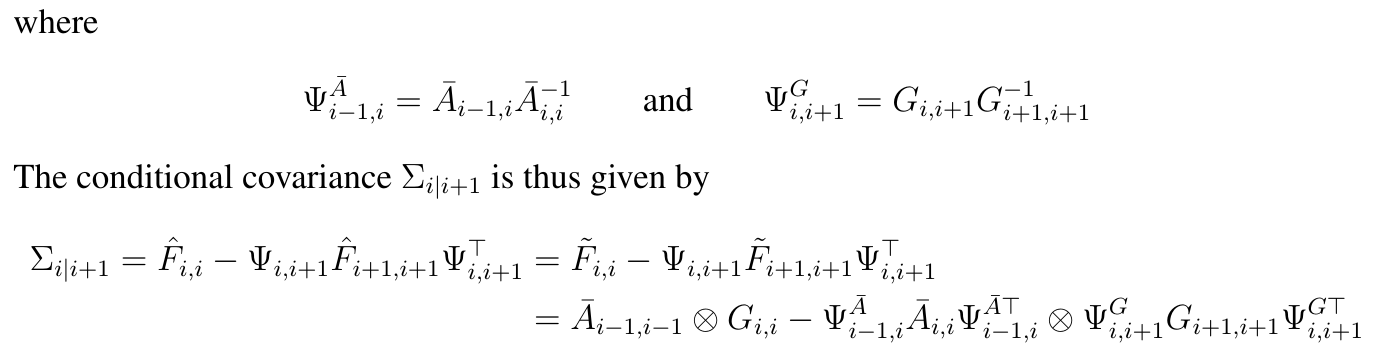 where
Ψ^{Ā}_{i−1,i} = Ā_{i−1,i} Ā^{−1}_{i,i} and Ψ^{G}_{i,i+1} = G_{i,i+1} G^{−1}_{i+1,i+1}
The conditional covariance Σ_{i|i+1} is thus given by
Σ_{i|i+1} = F̂_{i,i} − Ψ_{i,i+1} F̂_{i+1,i+1} Ψ^{⊤}_{i,i+1} = F̃_{i,i} − Ψ_{i,i+1} F̃_{i+1,i+1} Ψ^{⊤}_{i,i+1}
= Ā_{i−1,i−1} ⊗ G_{i,i} − Ψ^{Ā}_{i−1,i} Ā_{i,i} Ψ^{Ā⊤}_{i−1,i} ⊗ Ψ^{G}_{i,i+1} G_{i+1,i+1} Ψ^{G⊤}_{i,i+1}